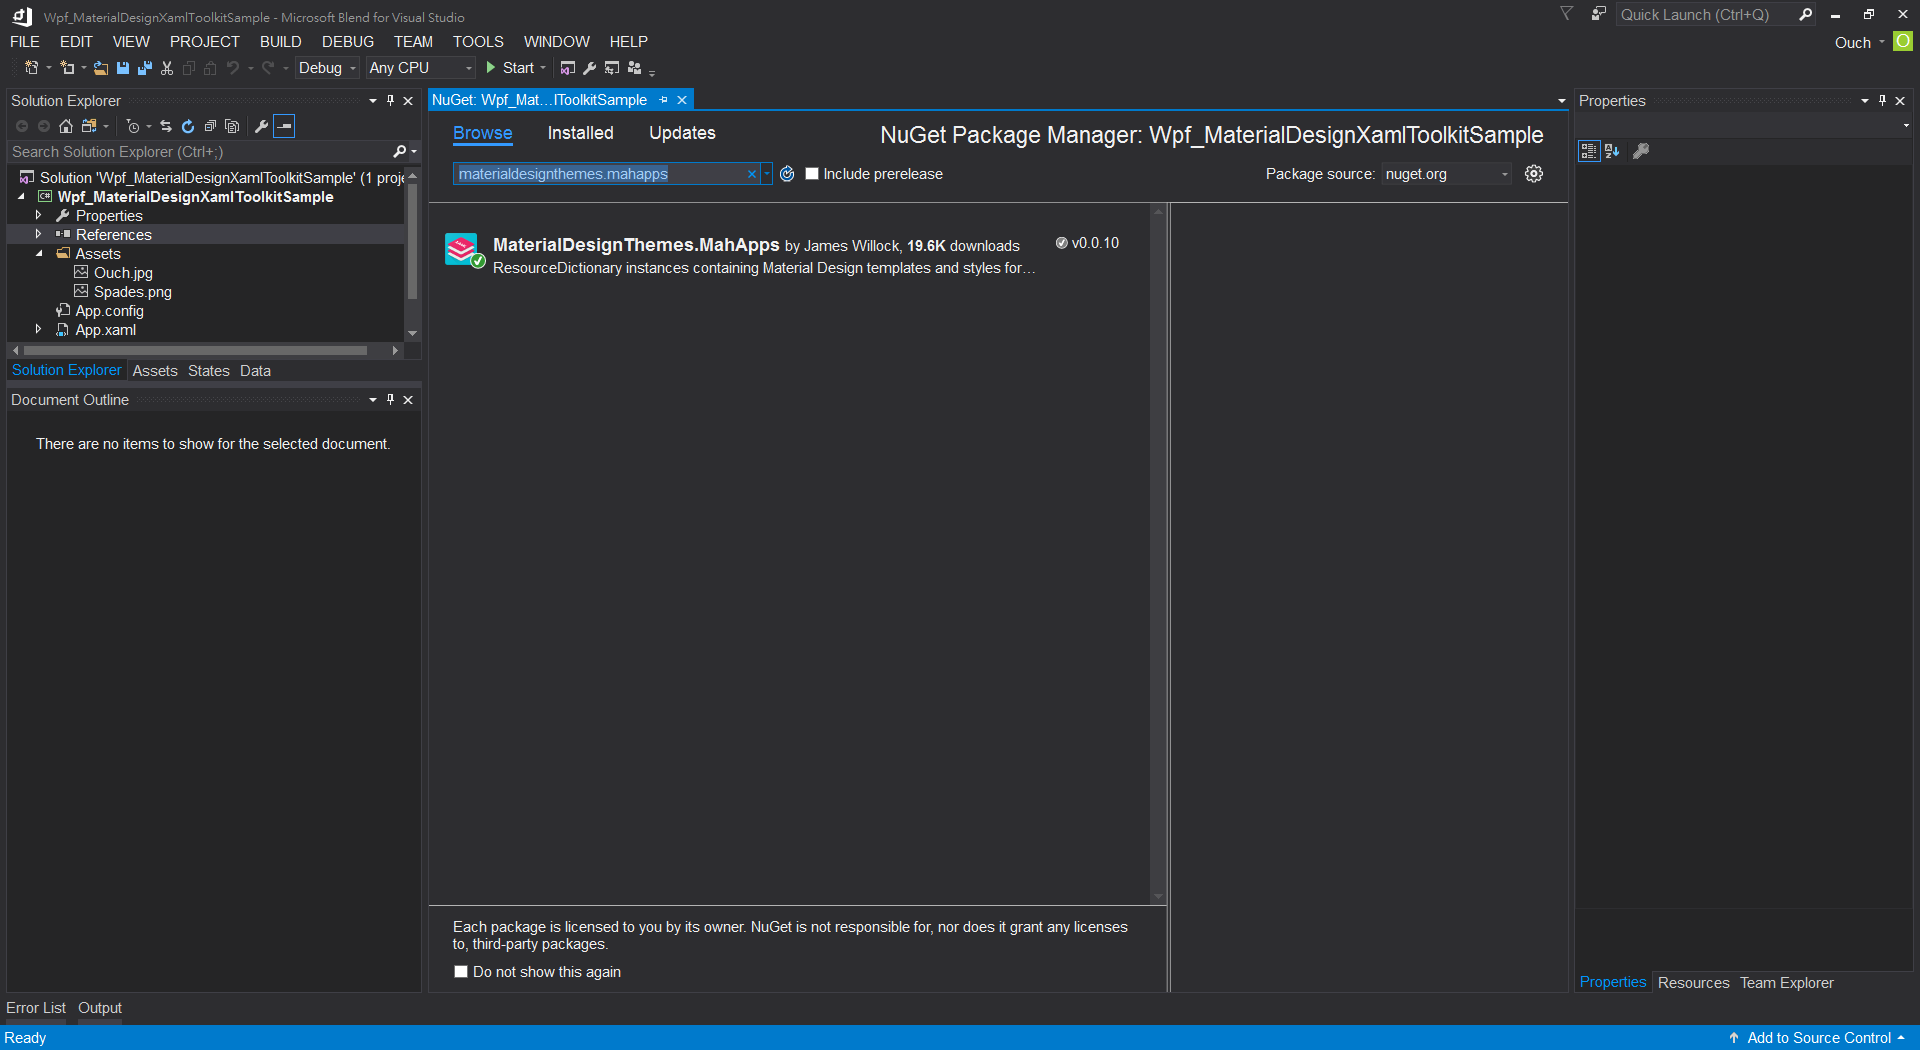 Wpf_MaterialDesignXamlToolkitSample - Microsoft Blend for Visual Studio
Quick Launch (Ctrl+Q)
FILE EDIT VIEW PROJECT BUILD DEBUG TEAM TOOLS WINDOW HELP
Ouch
O
Debug
Any CPU
Start
Solution Explorer
Search Solution Explorer (Ctrl+;)
Solution 'Wpf_MaterialDesignXamlToolkitSample' (1 proje
C#
Wpf_MaterialDesignXamlToolkitSample
Properties
References
Assets
Ouch.jpg
Spades.png
App.config
App.xaml
Solution Explorer Assets States Data
Document Outline
There are no items to show for the selected document.
NuGet: Wpf_Mat...lToolkitSample
Browse Installed Updates
NuGet Package Manager: Wpf_MaterialDesignXamlToolkitSample
materialdesignthemes.mahapps
Include prerelease
Package source: nuget.org
MaterialDesignThemes.MahApps by James Willock, 19.6K downloads
v0.0.10
ResourceDictionary instances containing Material Design templates and styles for…
Each package is licensed to you by its owner. NuGet is not responsible for, nor does it grant any licenses
to, third-party packages.
Do not show this again
Properties
Properties Resources Team Explorer
Error List Output
Ready
Add to Source Control